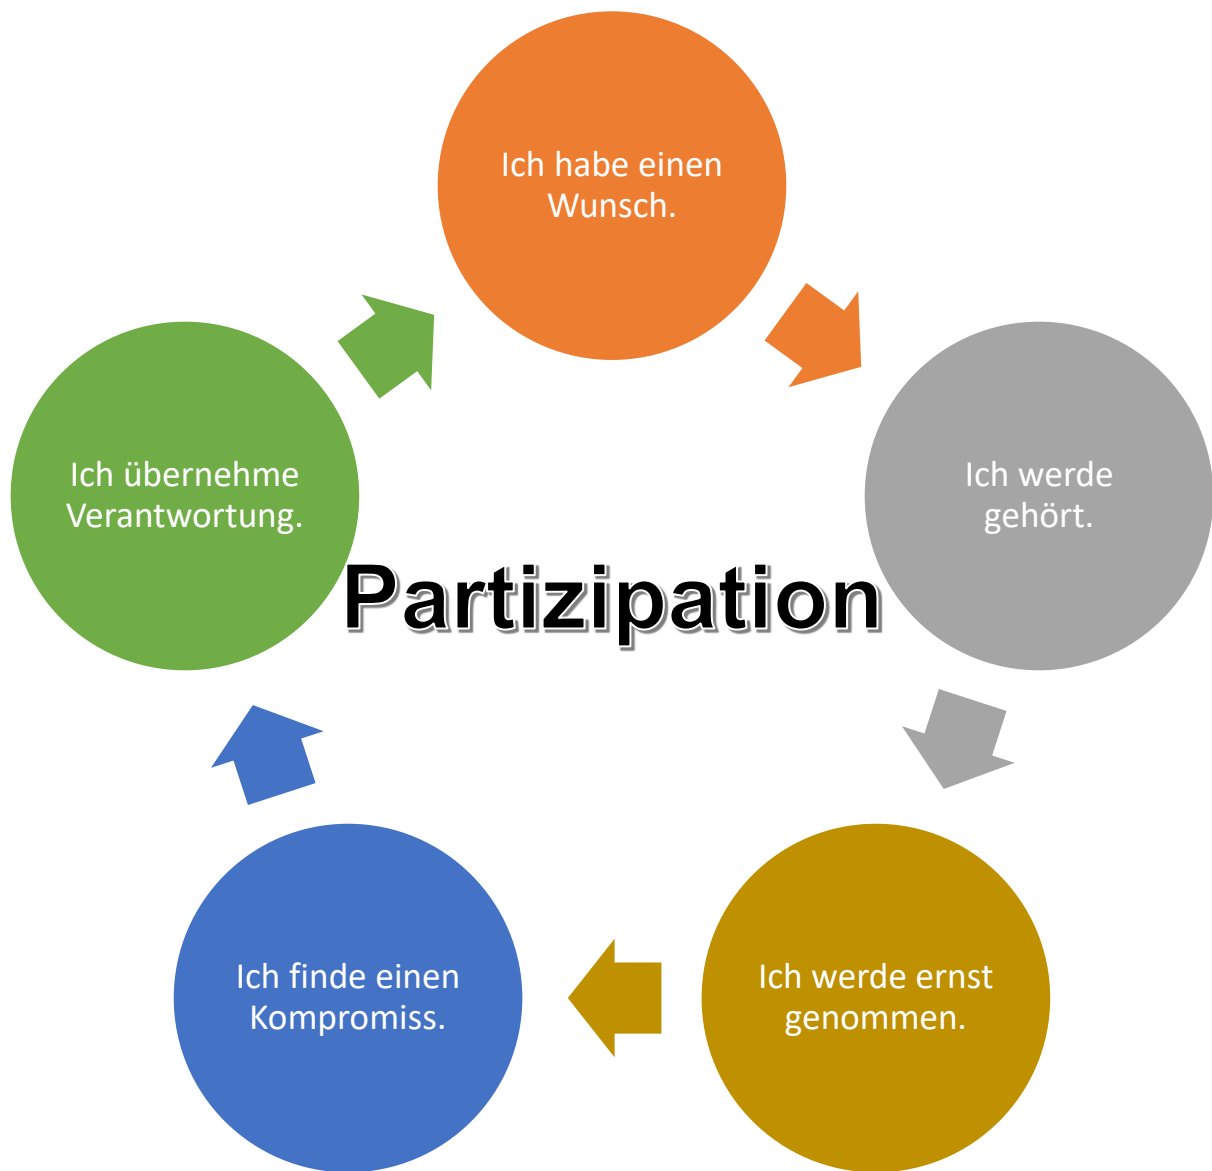 Ich habe einen
Wunsch.
Ich werde
gehört.
Ich werde ernst
genommen.
Ich finde einen
Kompromiss.
Ich übernehme
Verantwortung.
Partizipation